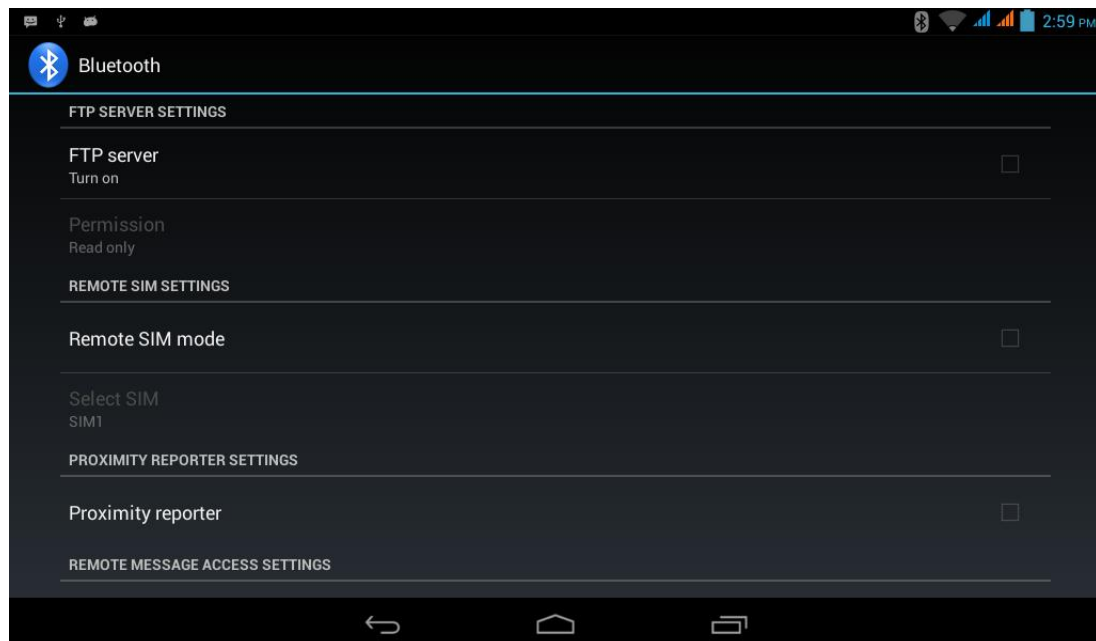 2:59 PM
Bluetooth
FTP SERVER SETTINGS
FTP server
Turn on
Permission
Read only
REMOTE SIM SETTINGS
Remote SIM mode
Select SIM
SIM1
PROXIMITY REPORTER SETTINGS
Proximity reporter
REMOTE MESSAGE ACCESS SETTINGS